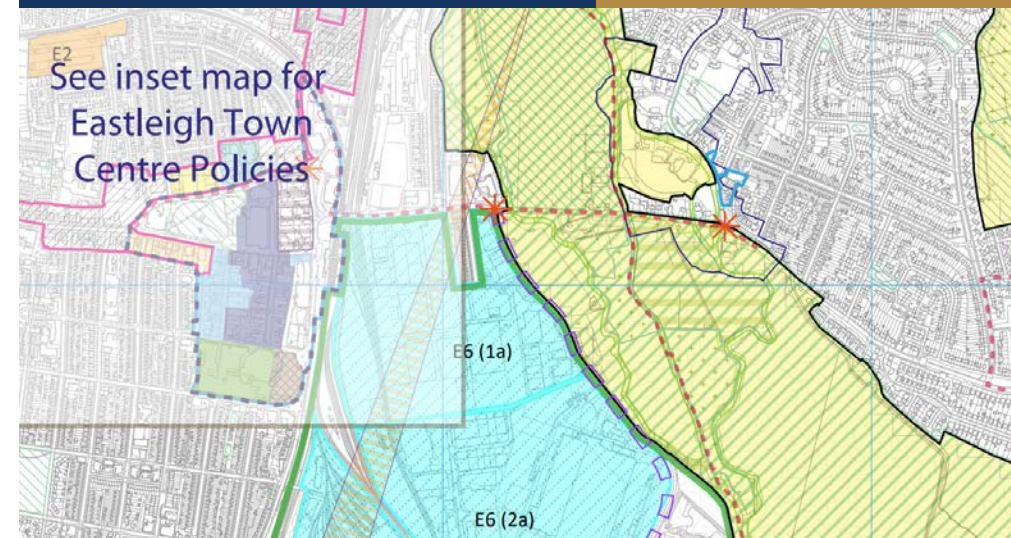 E2
See inset map for
Eastleigh Town
Centre Policies
E6 (1a)
E6 (2a)